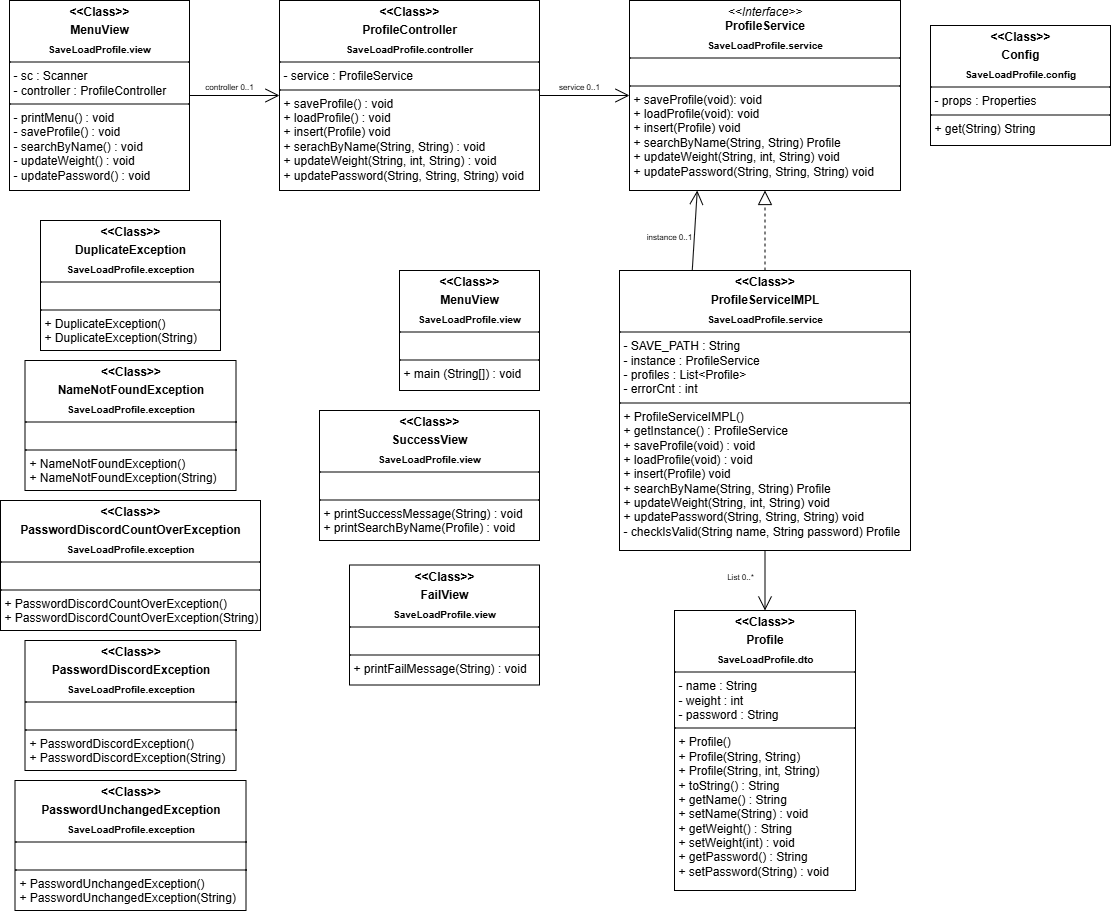 <<Class>>
MenuView
SaveLoadProfile.view
- sc : Scanner
- controller : ProfileController
- printMenu() : void
- saveProfile() : void
- searchByName() : void
- updateWeight() : void
- updatePassword() : void
controller 0..1
<<Class>>
ProfileController
SaveLoadProfile.controller
- service : ProfileService
+ saveProfile() : void
+ loadProfile() : void
+ insert(Profile) void
+ serachByName(String, String) : void
+ updateWeight(String, int, String) : void
+ updatePassword(String, String, String) void
service 0..1
<<Interface>>
ProfileService
SaveLoadProfile.service
+ saveProfile(void): void
+ loadProfile(void): void
+ insert(Profile) void
+ searchByName(String, String) Profile
+ updateWeight(String, int, String) void
+ updatePassword(String, String, String) void
<<Class>>
Config
SaveLoadProfile.config
- props : Properties
+ get(String) String
<<Class>>
DuplicateException
SaveLoadProfile.exception
+ DuplicateException()
+ DuplicateException(String)
<<Class>>
NameNotFoundException
SaveLoadProfile.exception
+ NameNotFoundException()
+ NameNotFoundException(String)
<<Class>>
PasswordDiscordCountOverException
SaveLoadProfile.exception
+ PasswordDiscordCountOverException()
+ PasswordDiscordCountOverException(String)
<<Class>>
PasswordDiscordException
SaveLoadProfile.exception
+ PasswordDiscordException()
+ PasswordDiscordException(String)
<<Class>>
PasswordUnchangedException
SaveLoadProfile.exception
+ PasswordUnchangedException()
+ PasswordUnchangedException(String)
<<Class>>
MenuView
SaveLoadProfile.view
+ main (String[]) : void
<<Class>>
SuccessView
SaveLoadProfile.view
+ printSuccessMessage(String) : void
+ printSearchByName(Profile) : void
<<Class>>
FailView
SaveLoadProfile.view
+ printFailMessage(String) : void
instance 0..1
<<Class>>
ProfileServiceIMPL
SaveLoadProfile.service
- SAVE_PATH : String
- instance : ProfileService
- profiles : List<Profile>
- errorCnt : int
+ ProfileServiceIMPL()
+ getInstance() : ProfileService
+ saveProfile(void) : void
+ loadProfile(void) : void
+ insert(Profile) void
+ searchByName(String, String) Profile
+ updateWeight(String, int, String) void
+ updatePassword(String, String, String) void
- checkIsValid(String name, String password) Profile
List 0..*
<<Class>>
Profile
SaveLoadProfile.dto
- name : String
- weight : int
- password : String
+ Profile()
+ Profile(String, String)
+ Profile(String, int, String)
+ toString() : String
+ getName() : String
+ setName(String) : void
+ getWeight() : String
+ setWeight(int) : void
+ getPassword() : String
+ setPassword(String) : void